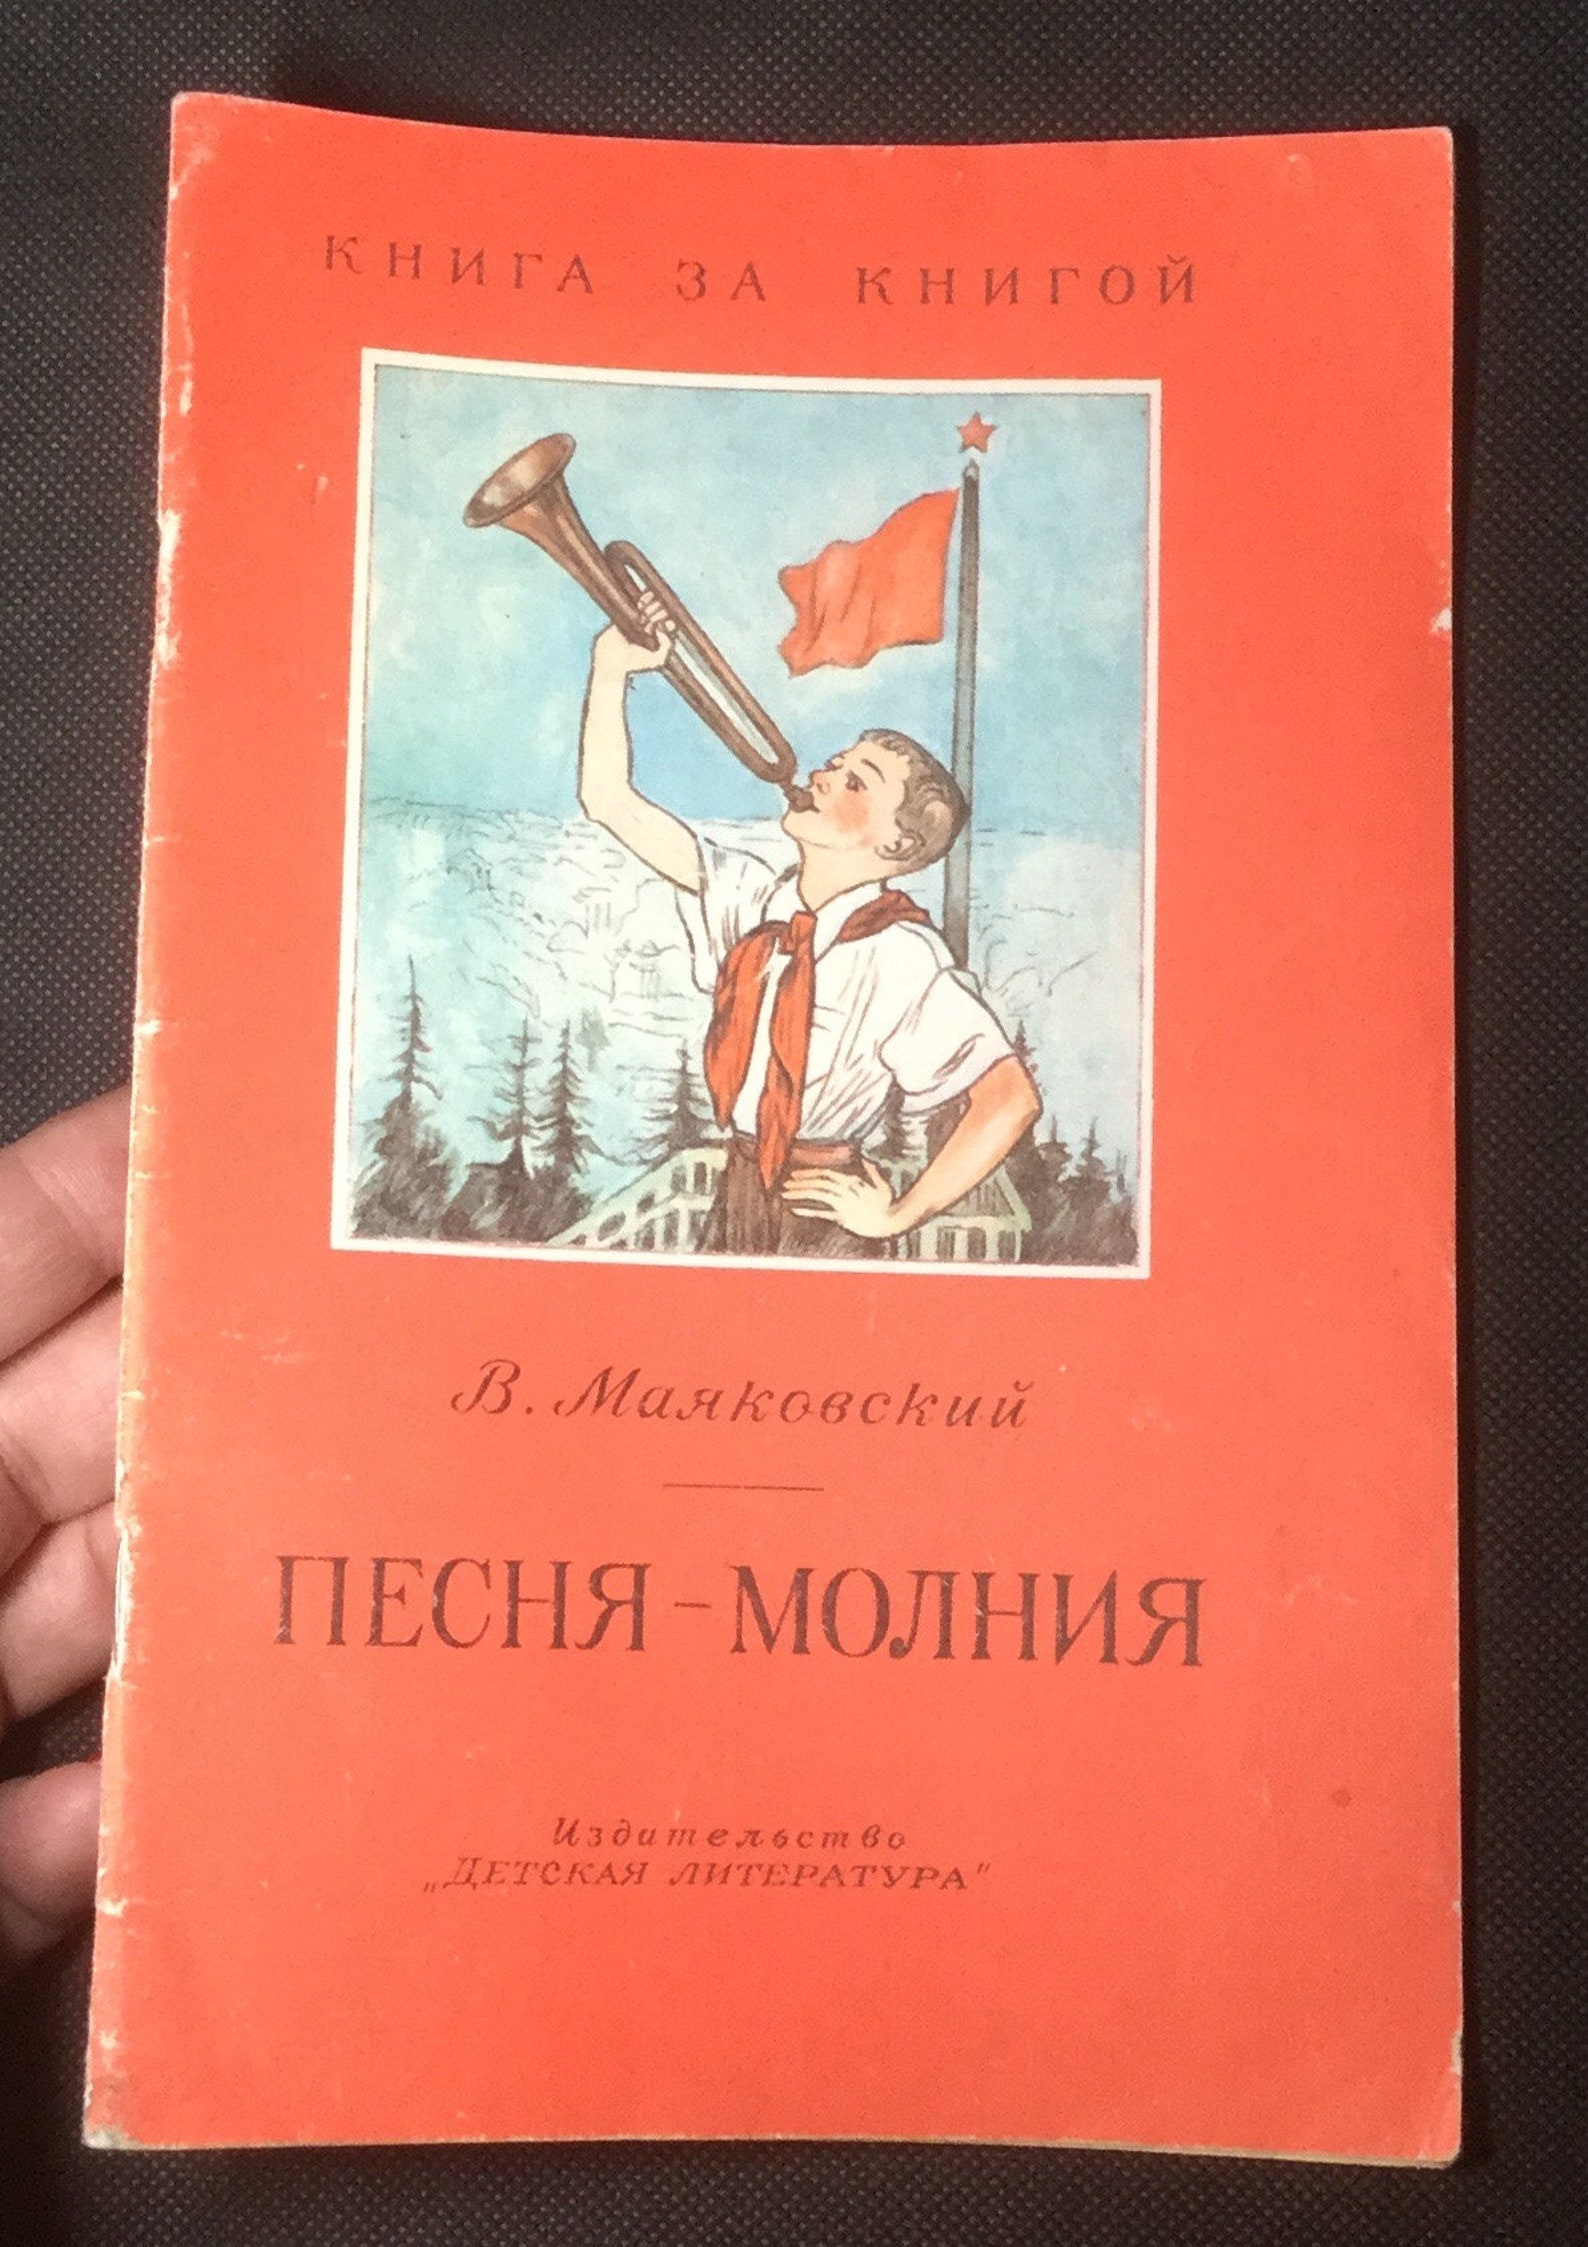 КНИГА ЗА КНИГОЙ
В. Маяковский
ПЕСНЯ-МОЛНИЯ
Издательство
„ДЕТСКАЯ ЛИТЕРАТУРА"